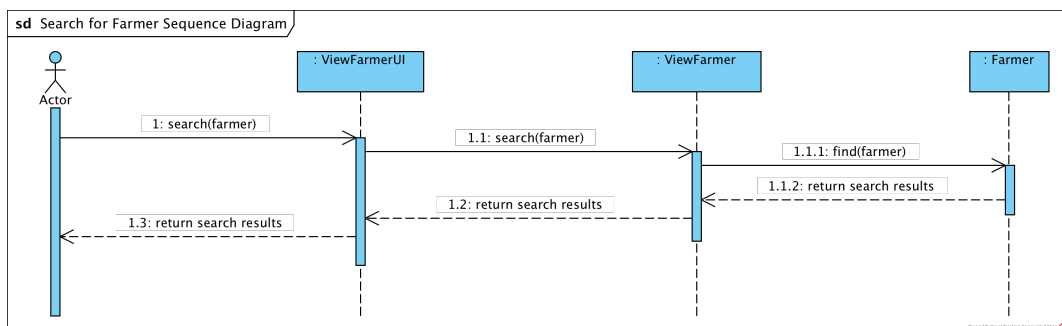 sd Search for Farmer Sequence Diagram
Actor
: ViewFarmerUI
: ViewFarmer
: Farmer
1: search(farmer)
1.1: search(farmer)
1.1.1: find(farmer)
1.1.2: return search results
1.2: return search results
1.3: return search results